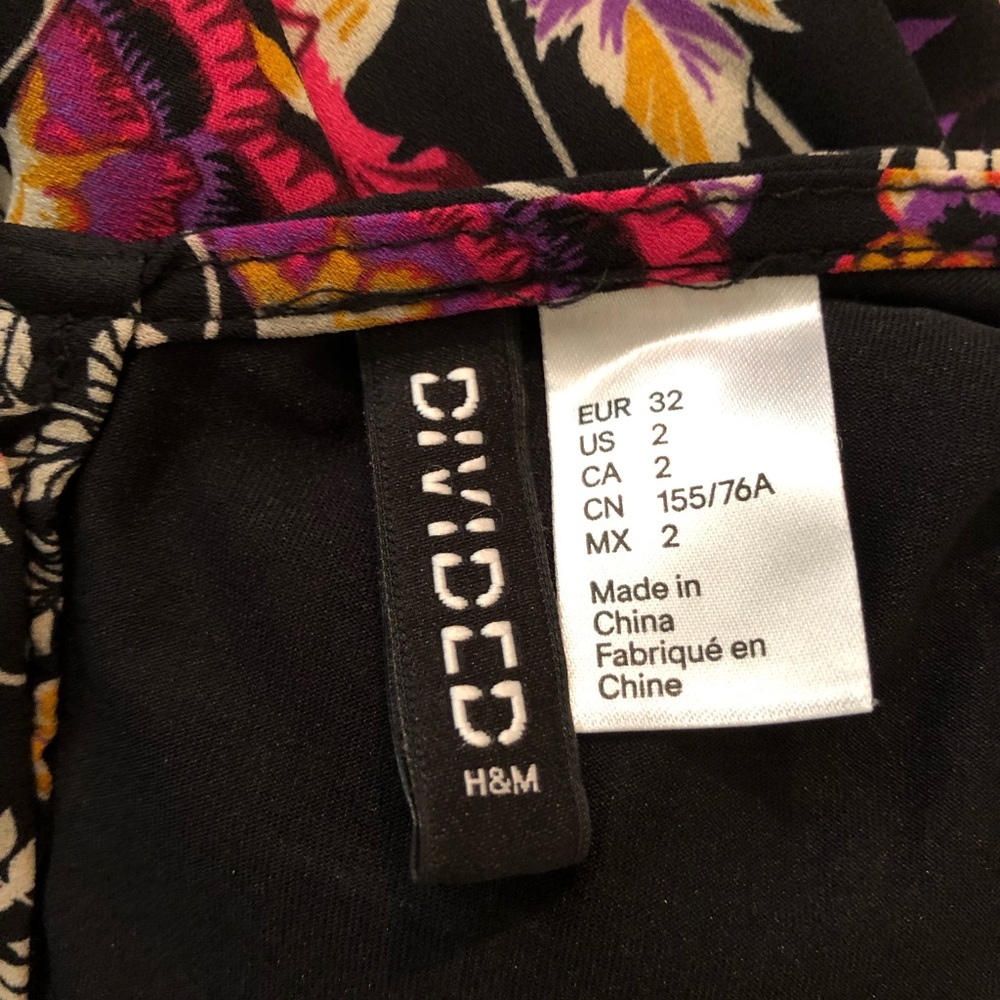 DIVIDED
H&M
EUR 32
US 2
CA 2
CN 155/76A
MX 2
Made in
China
Fabriqué en
Chine